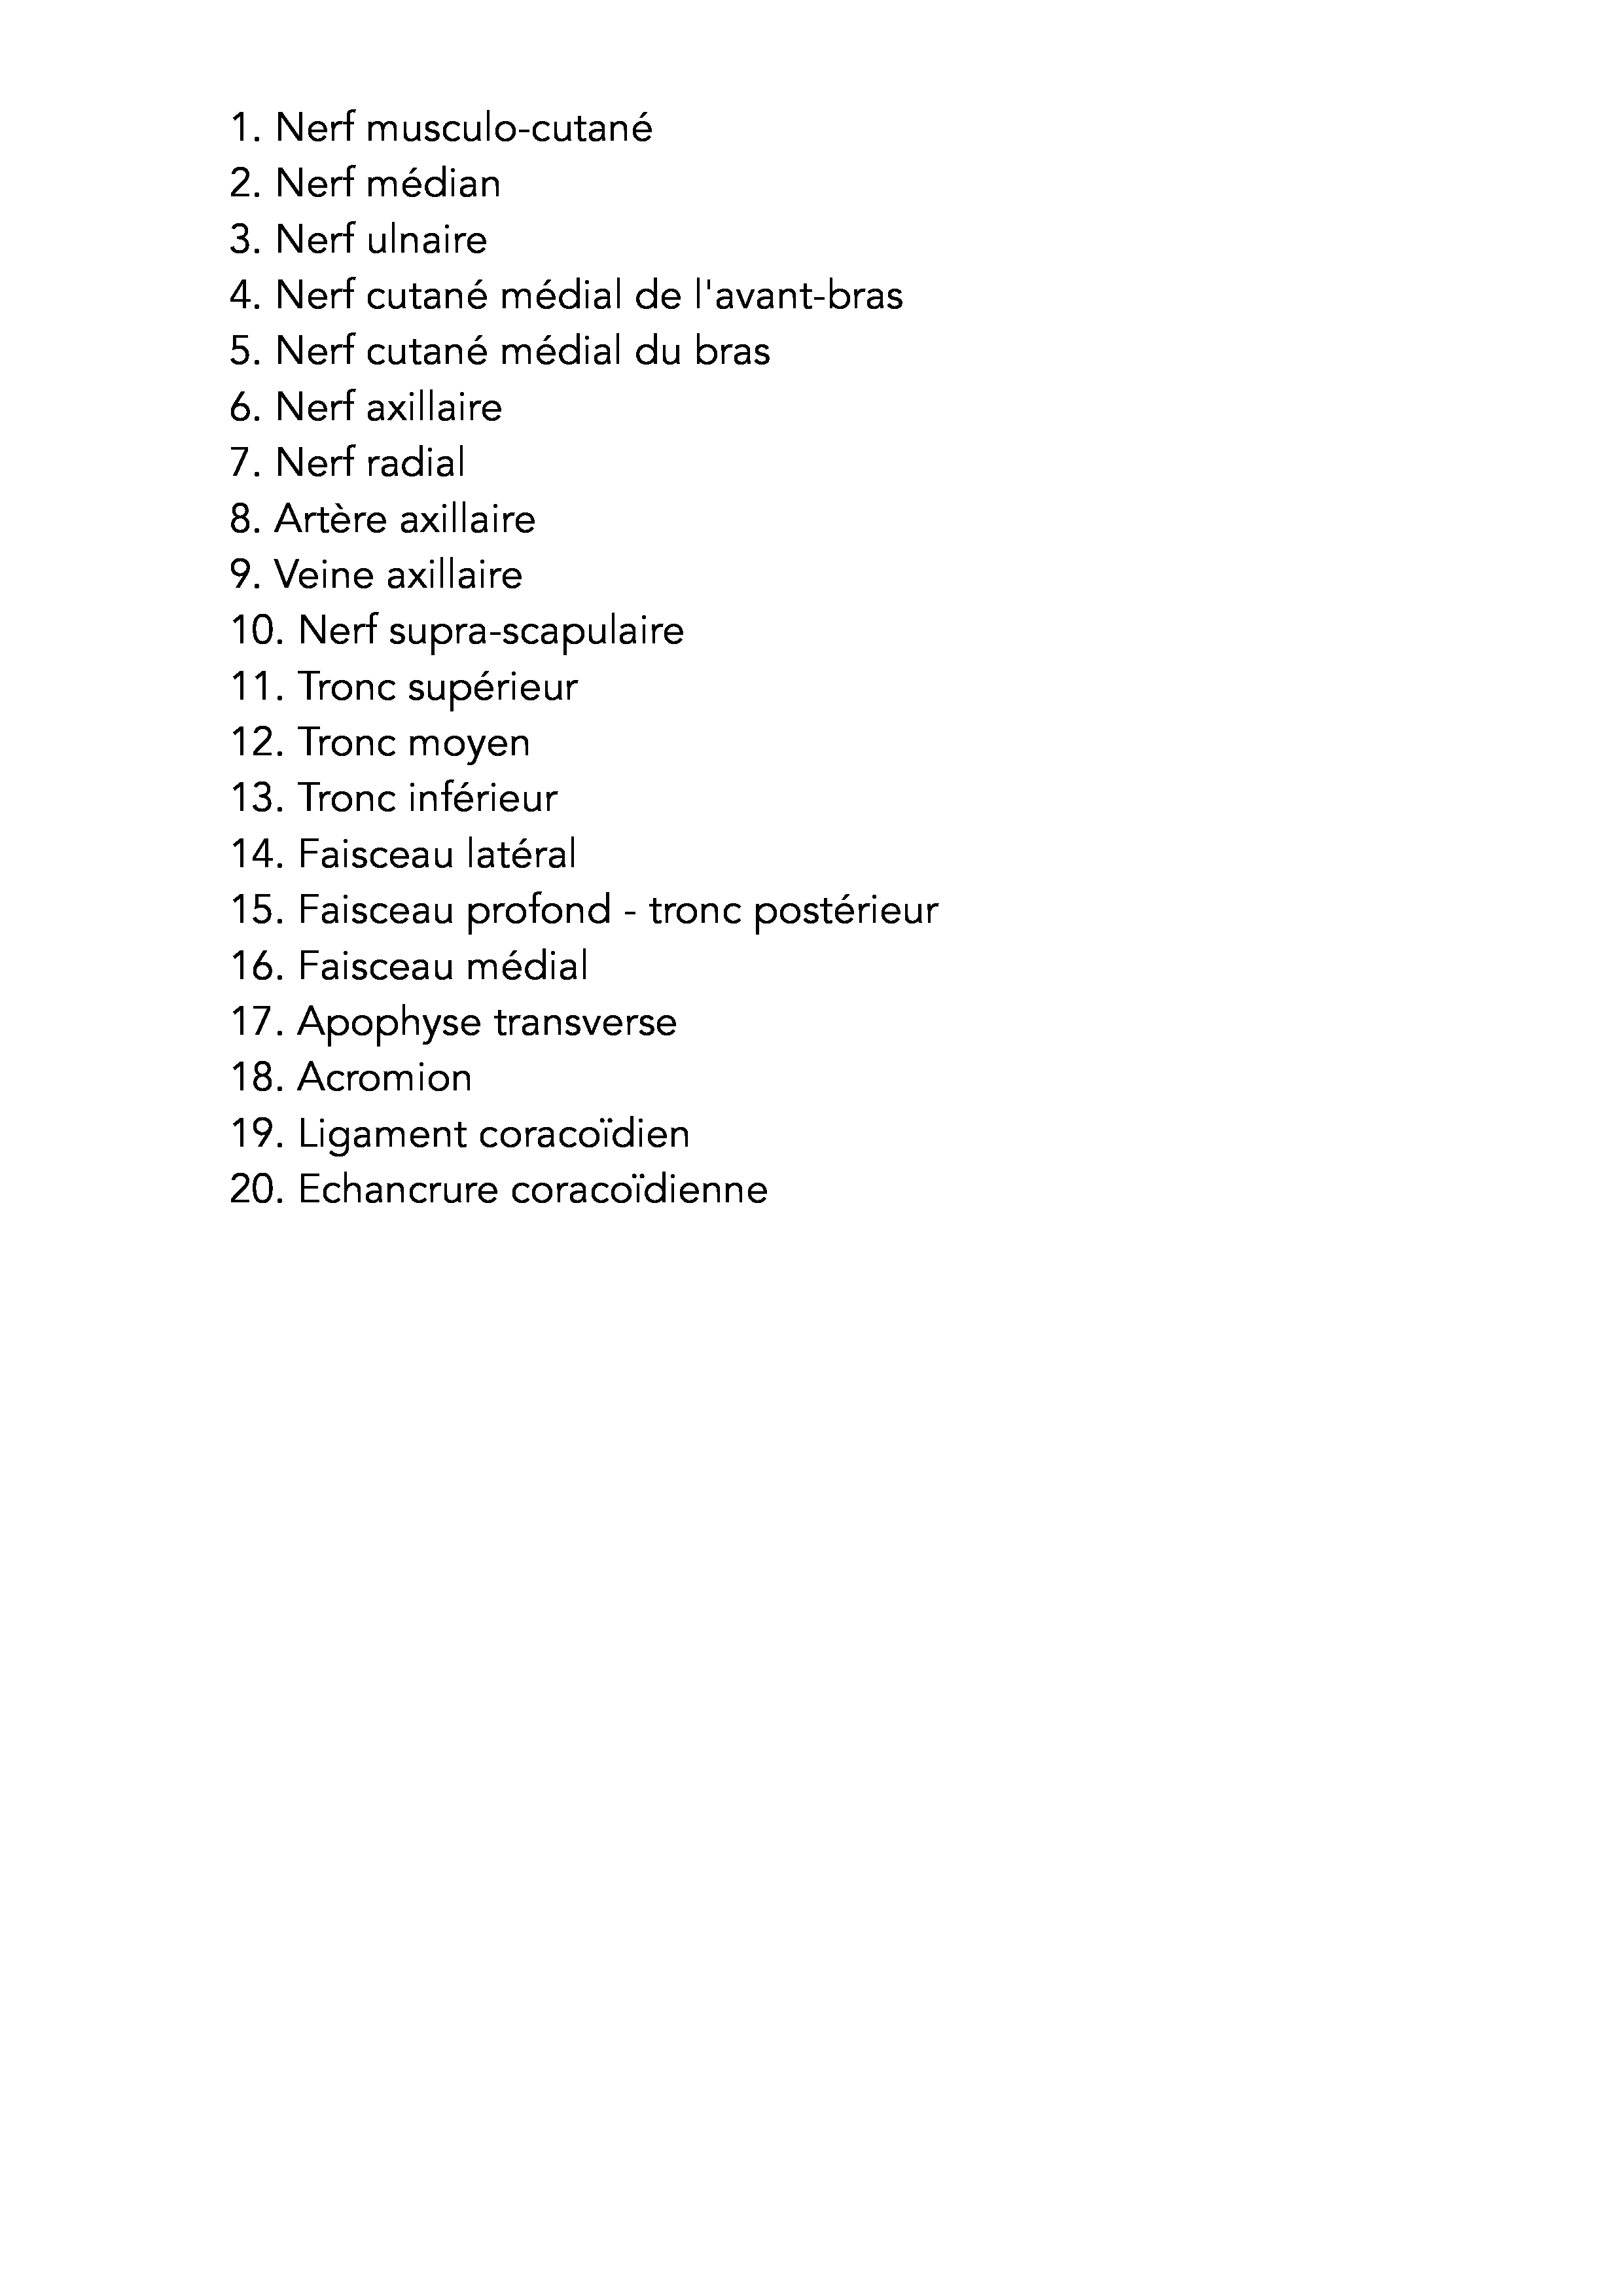 1. Nerf musculo-cutané
2. Nerf médian
3. Nerf ulnaire
4. Nerf cutané médial de l'avant-bras
5. Nerf cutané médial du bras
6. Nerf axillaire
7. Nerf radial
8. Artère axillaire
9. Veine axillaire
10. Nerf supra-scapulaire
11. Tronc supérieur
12. Tronc moyen
13. Tronc inférieur
14. Faisceau latéral
15. Faisceau profond - tronc postérieur
16. Faisceau médial
17. Apophyse transverse
18. Acromion
19. Ligament coracoïdien
20. Echancrure coracoïdienne